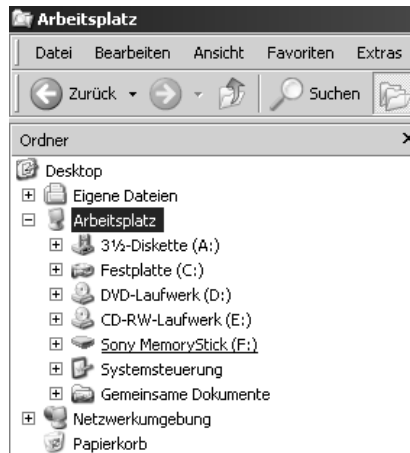 Arbeitsplatz
Datei Bearbeiten Ansicht Favoriten Extras
Zurück Suchen
Ordner
Desktop
Eigene Dateien
Arbeitsplatz
3½-Diskette (A:)
Festplatte (C:)
DVD-Laufwerk (D:)
CD-RW-Laufwerk (E:)
Sony MemoryStick (F:)
Systemsteuerung
Gemeinsame Dokumente
Netzwerkumgebung
Papierkorb